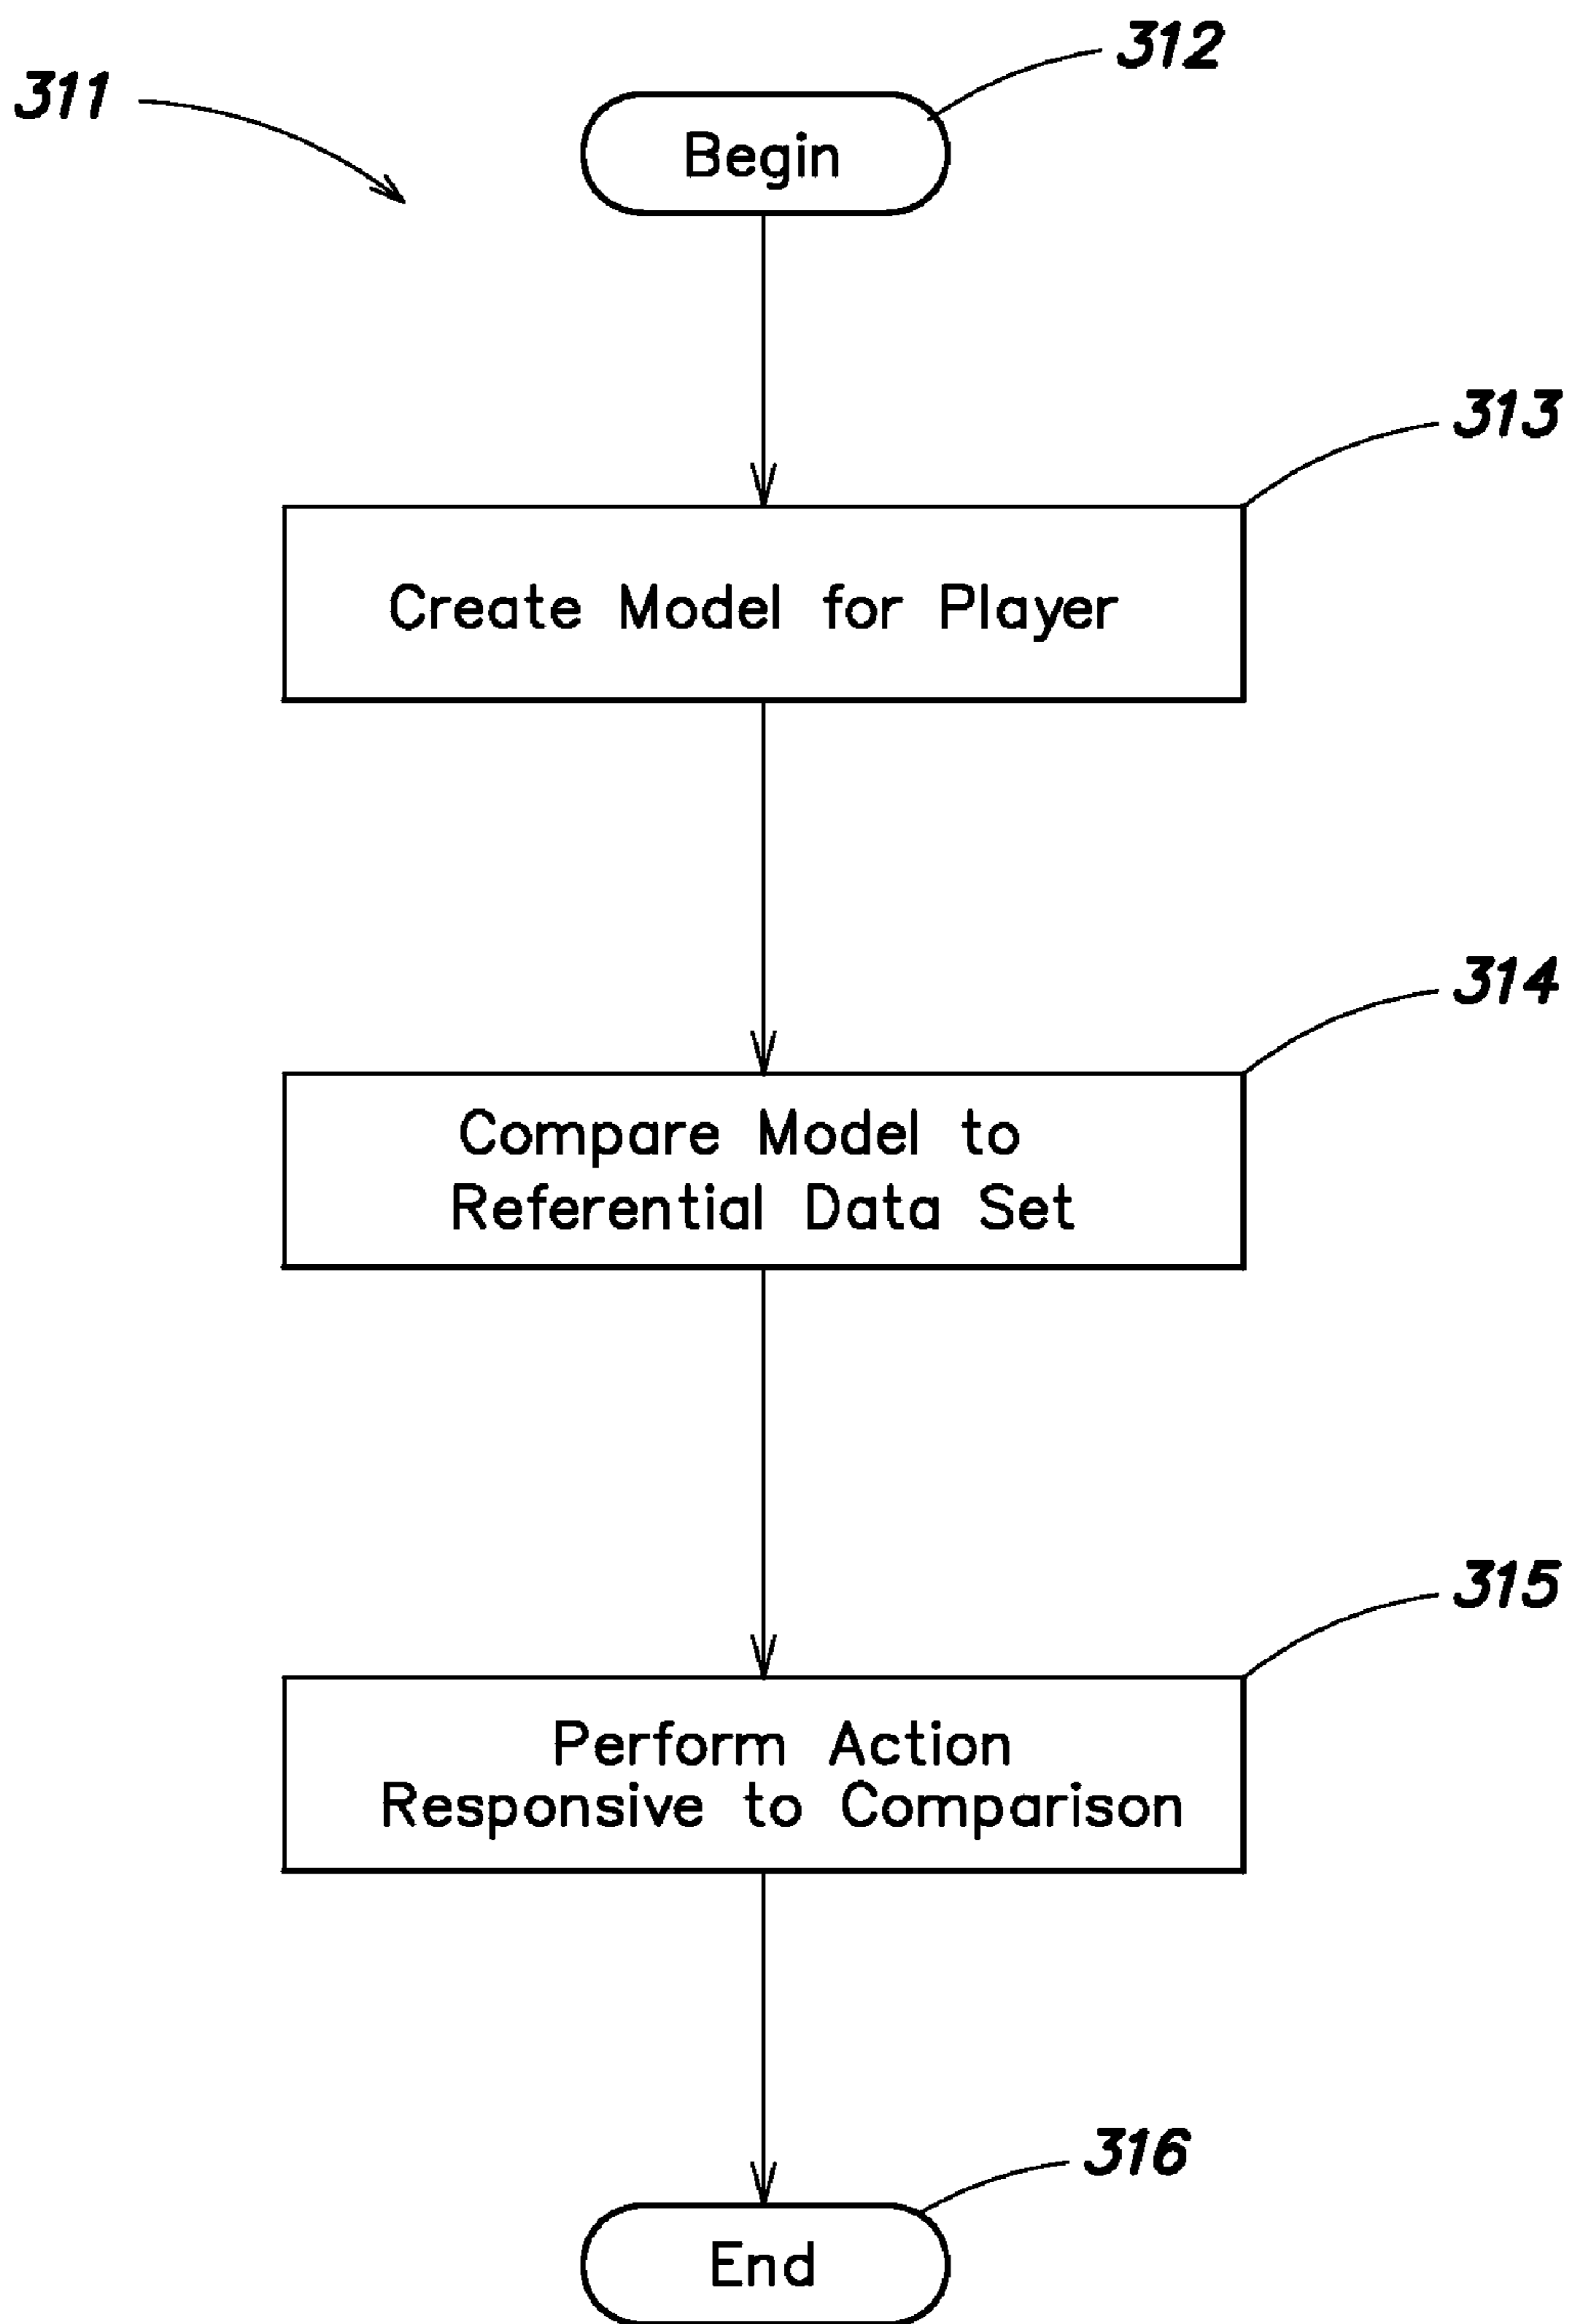 312
311
Begin
313
Create Model for Player
314
Compare Model to
Referential Data Set
315
Perform Action
Responsive to Comparison
316
End